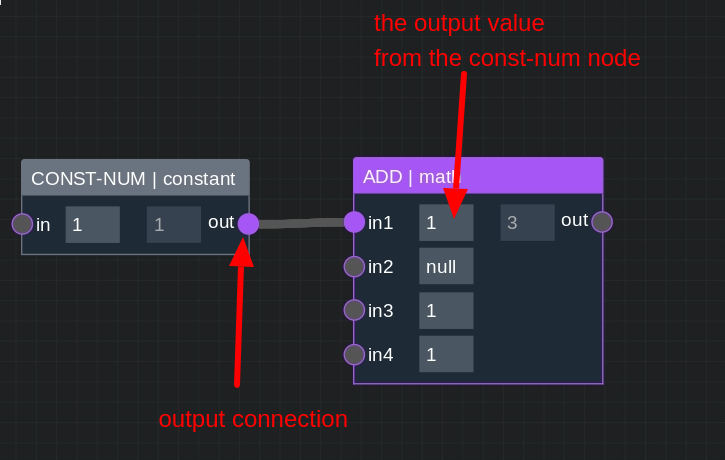 the output value
from the const-num node
CONST-NUM | constant
in 1 1 out
ADD | math
in1 1 3 out
in2 null
in3 1
in4 1
output connection